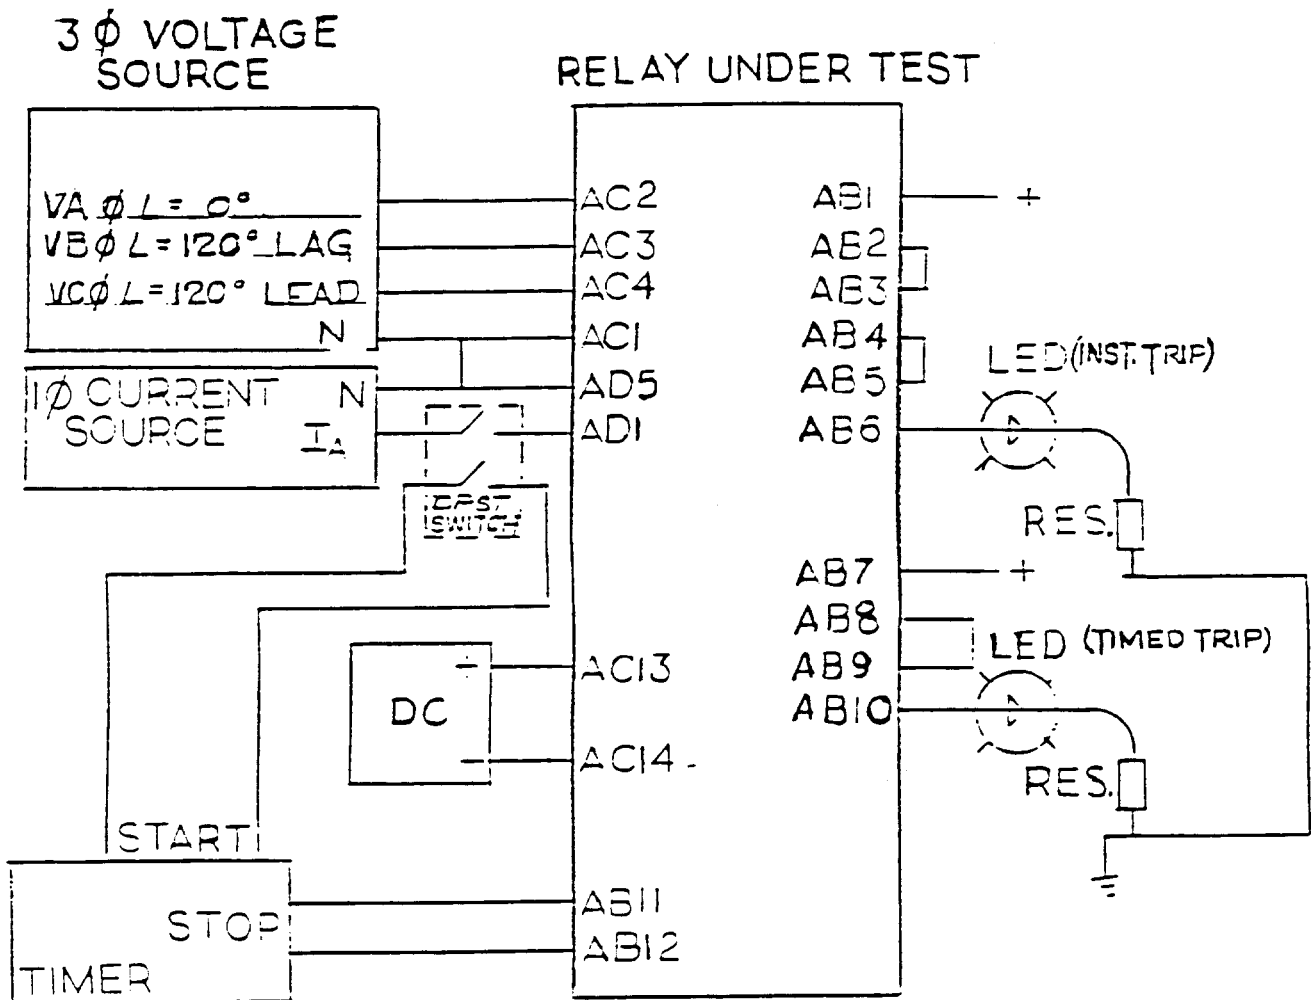 3 Φ VOLTAGE
SOURCE
RELAY UNDER TEST
VA Φ L = 0°
VB Φ L = 120° LAG
VC Φ L = 120° LEAD
N
1Φ CURRENT N
SOURCE IA
DPST
SWITCH
AC2
AC3
AC4
AC1
AD5
AD1
AC13
AC14
AB11
AB12
AB1 +
AB2
AB3
AB4
AB5
AB6
AB7 +
AB8
AB9
AB10
LED (INST. TRIP)
RES.
LED (TIMED TRIP)
RES.
+
DC
-
START
STOP
TIMER